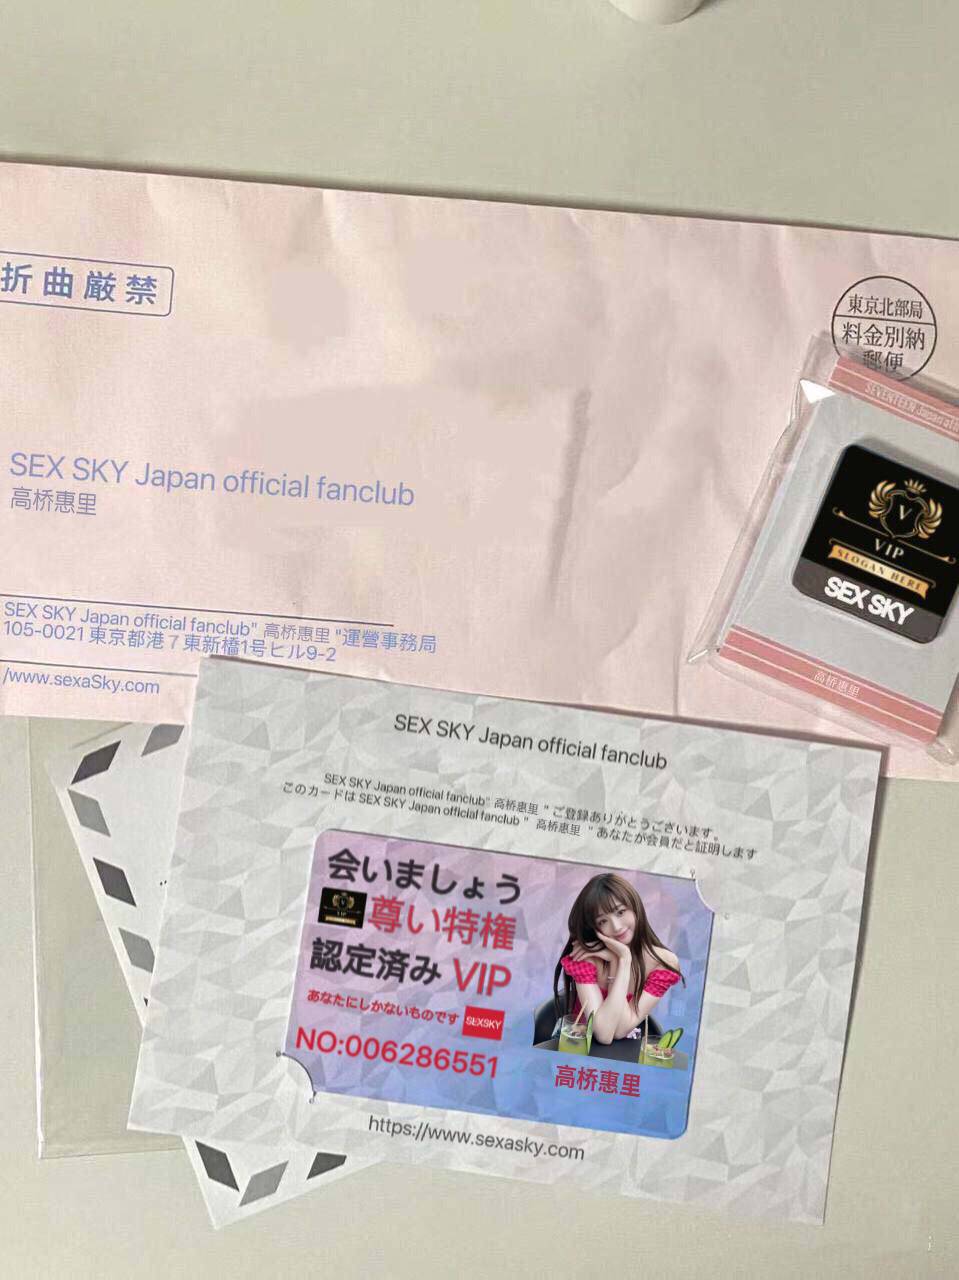 折曲厳禁
東京北部局
料金別納
郵便
SEX SKY Japan official fanclub
高桥惠里
SEVENTEEN Japan
V
VIP
SLOGAN HERE
SEX SKY
高桥惠里
SEX SKY Japan official fanclub" 高桥惠里 "運營事務局
105-0021 東京都港7東新橋1号ヒル9-2
/www.sexaSky.com
SEX SKY Japan official fanclub
SEX SKY Japan official fanclub" 高桥惠里 " ご登録ありがとうございます。
このカードは SEX SKY Japan official fanclub " 高桥惠里 " あなたが会員だと証明します
会いましょう
VIP
尊い特権
認定済み VIP
あなたにしかないものです SEXSKY
NO:006286551
高桥惠里
https://www.sexasky.com